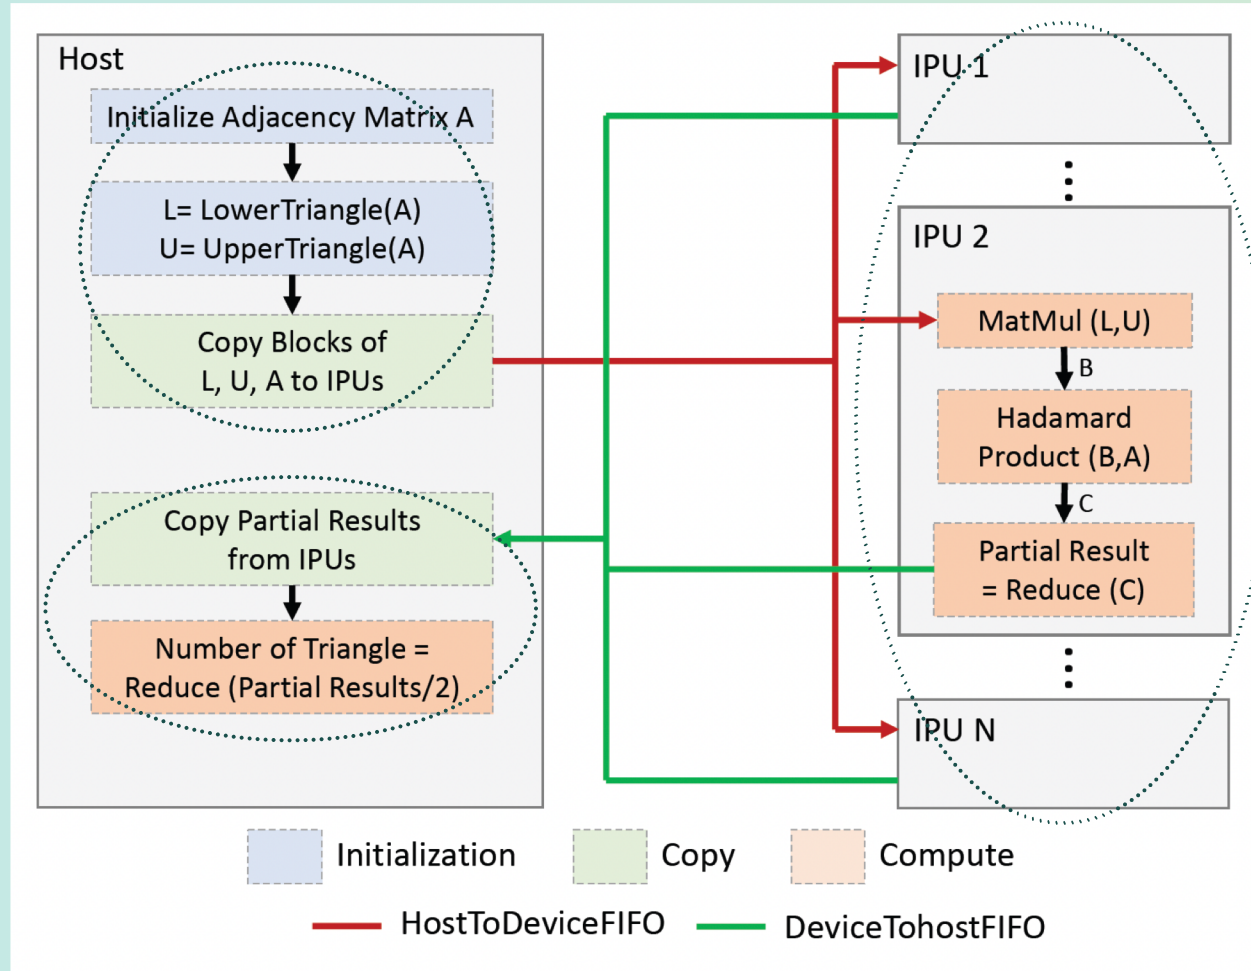 Host
Initialize Adjacency Matrix A
L= LowerTriangle(A)
U= UpperTriangle(A)
Copy Blocks of
L, U, A to IPUs
Copy Partial Results
from IPUs
Number of Triangle =
Reduce (Partial Results/2)
IPU 1
IPU 2
MatMul (L,U)
B
Hadamard
Product (B,A)
C
Partial Result
= Reduce (C)
IPU N
Initialization
Copy
Compute
HostToDeviceFIFO
DeviceTohostFIFO